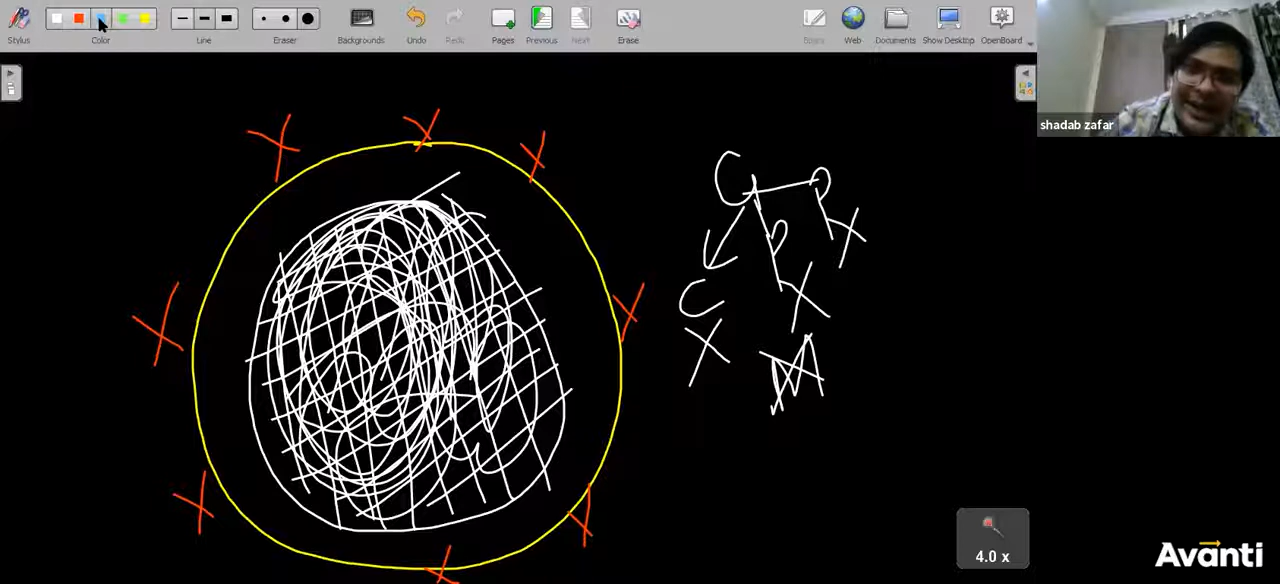 Stylus Color Line Eraser Backgrounds Undo Redo Pages Previous Next Erase Board Web Documents Show Desktop OpenBoard
shadab zafar
X X X
C P
P X
X X
C X
X
X X
X
4.0 x
Avanti